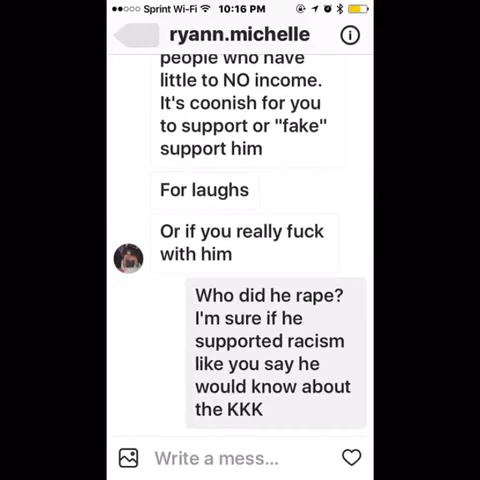 Sprint Wi-Fi 10:16 PM
ryann.michelle
people who have
little to NO income.
It's coonish for you
to support or "fake"
support him
For laughs
Or if you really fuck
with him
Who did he rape?
I'm sure if he
supported racism
like you say he
would know about
the KKK
Write a mess...